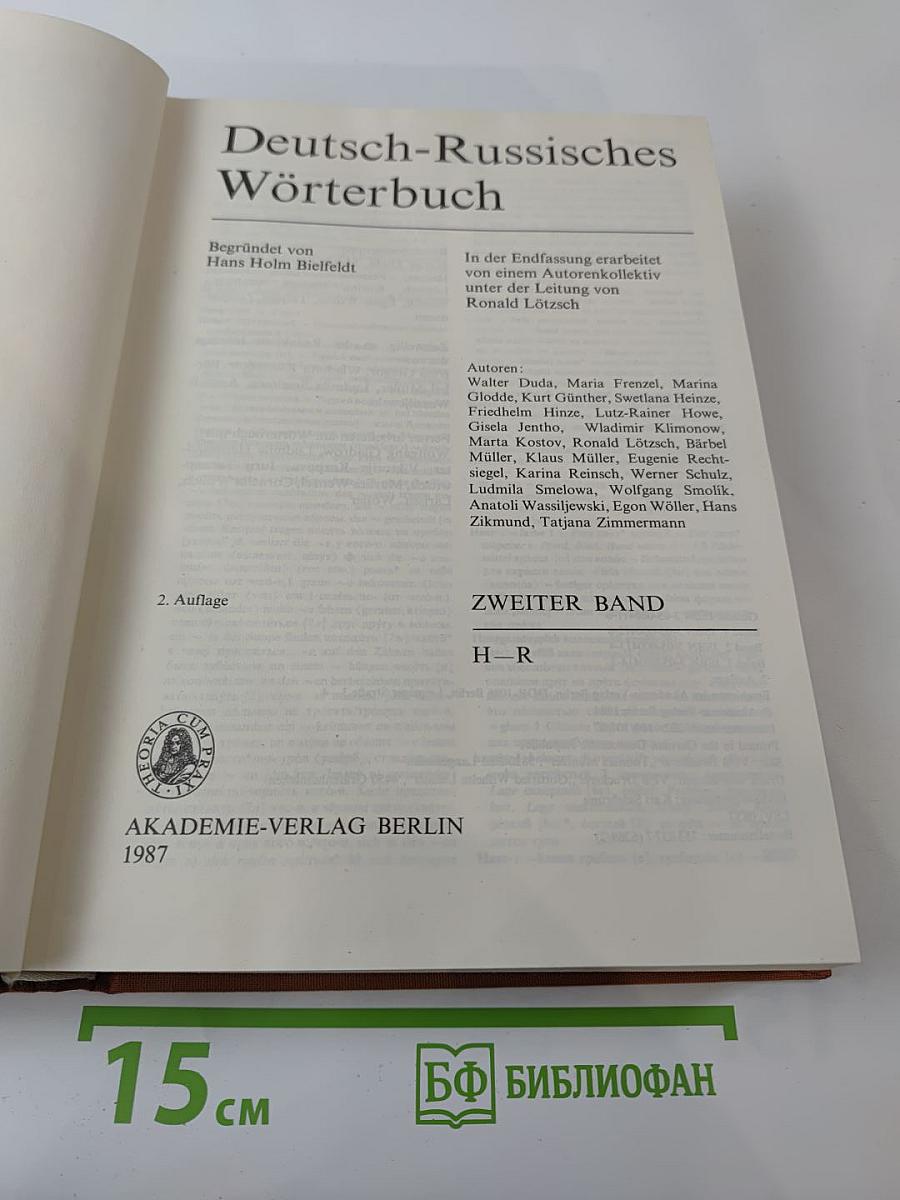 Deutsch-Russisches
Wörterbuch
Begründet von
Hans Holm Bielfeldt
In der Endfassung erarbeitet
von einem Autorenkollektiv
unter der Leitung von
Ronald Lötzsch
Autoren:
Walter Duda, Maria Frenzel, Marina
Glodde, Kurt Günther, Swetlana Heinze,
Friedhelm Hinze, Lutz-Rainer Howe,
Gisela Jentho, Wladimir Klimonow,
Marta Kostov, Ronald Lötzsch, Bärbel
Müller, Klaus Müller, Eugenie Recht-
siegel, Karina Reinsch, Werner Schulz,
Ludmila Smelowa, Wolfgang Smolik,
Anatoli Wassiljewski, Egon Wöller, Hans
Zikmund, Tatjana Zimmermann
2. Auflage
ZWEITER BAND
H—R
THEORIA CUM PRAXI
AKADEMIE-VERLAG BERLIN
1987
15 см
БФ БИБЛИОФАН